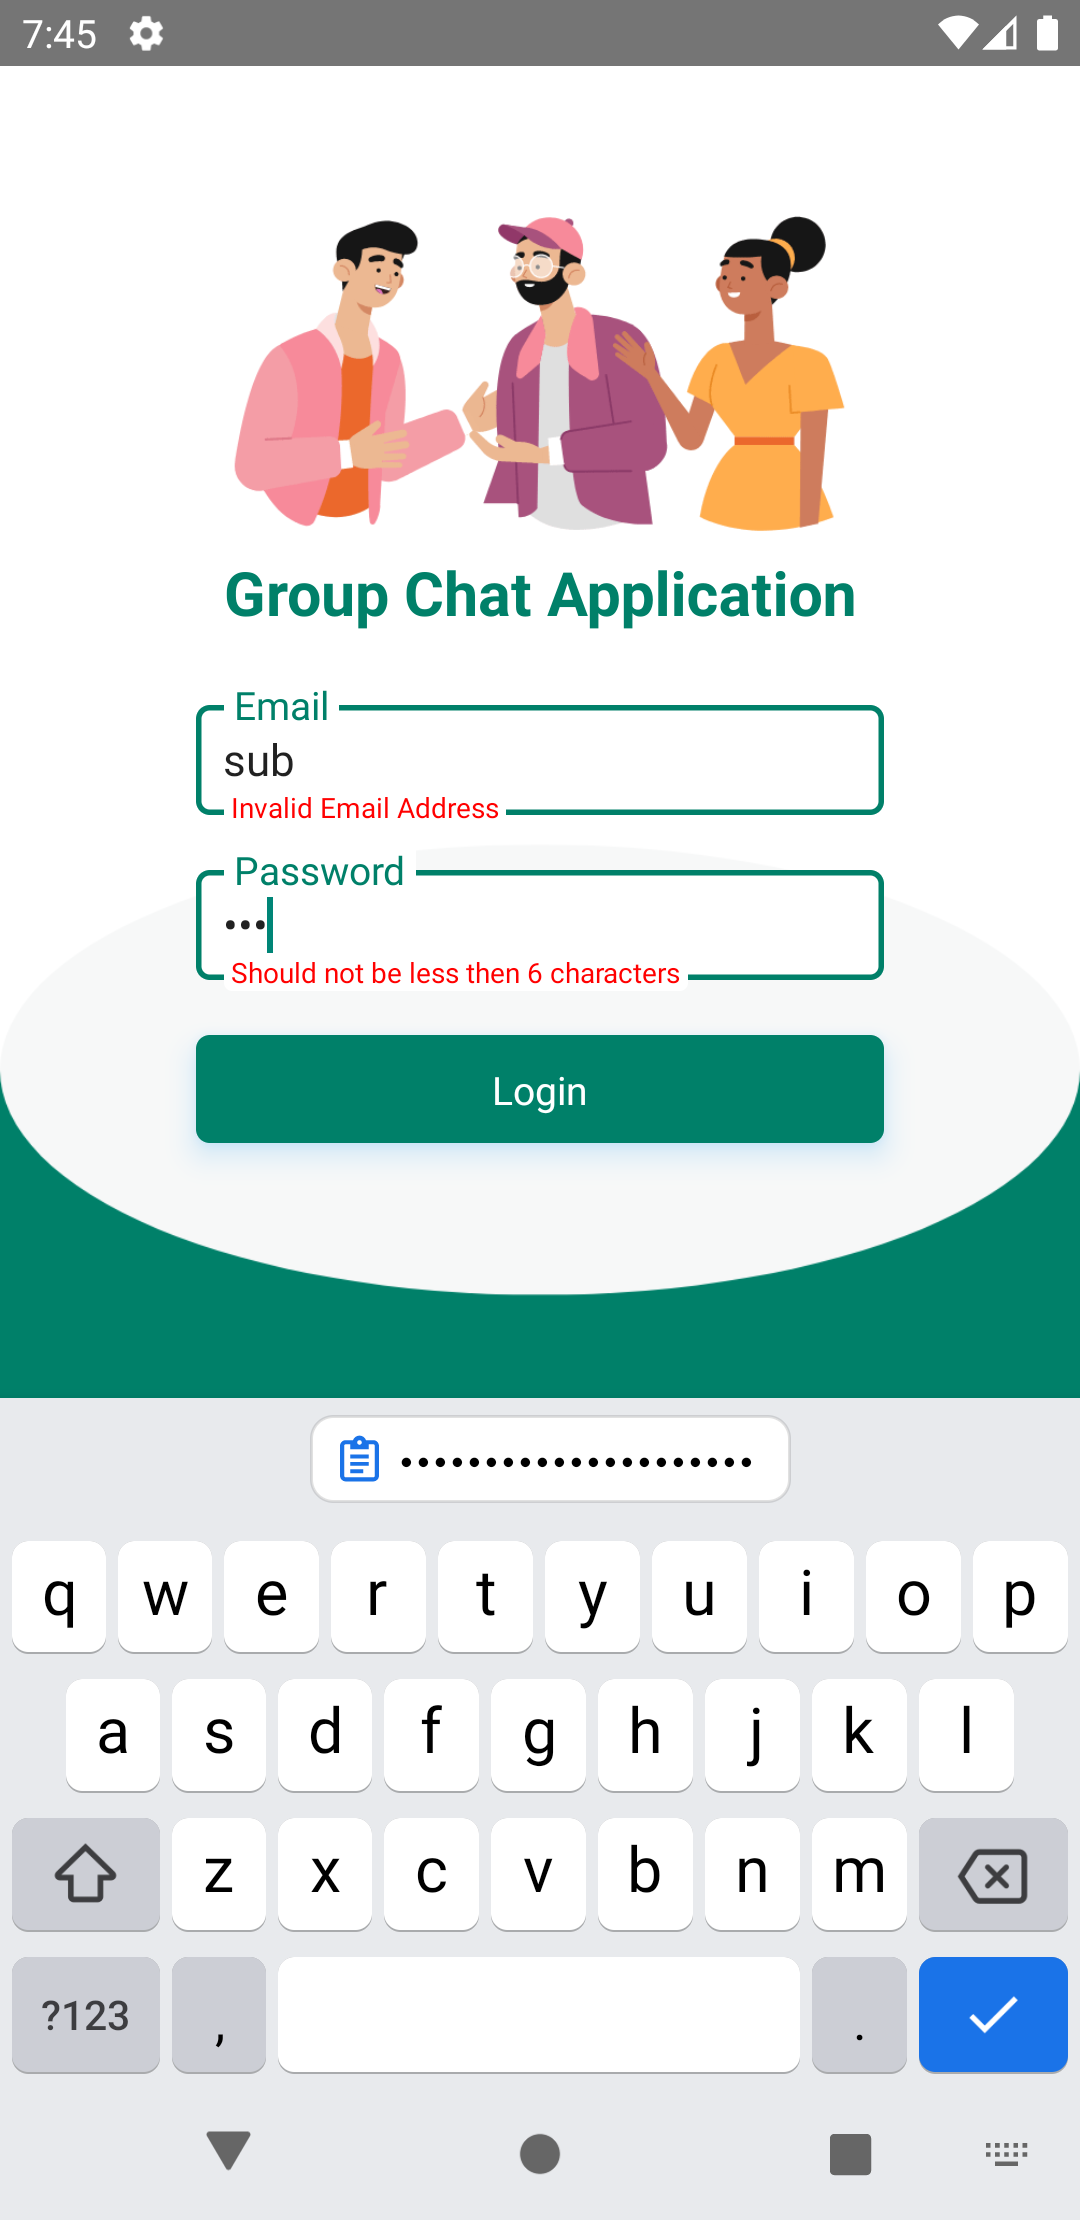 7:45
Group Chat Application
Email
sub
Invalid Email Address
Password
•••
Should not be less then 6 characters
Login
•••••••••••••••••••••
q w e r t y u i o p
a s d f g h j k l
z x c v b n m
?123 , .